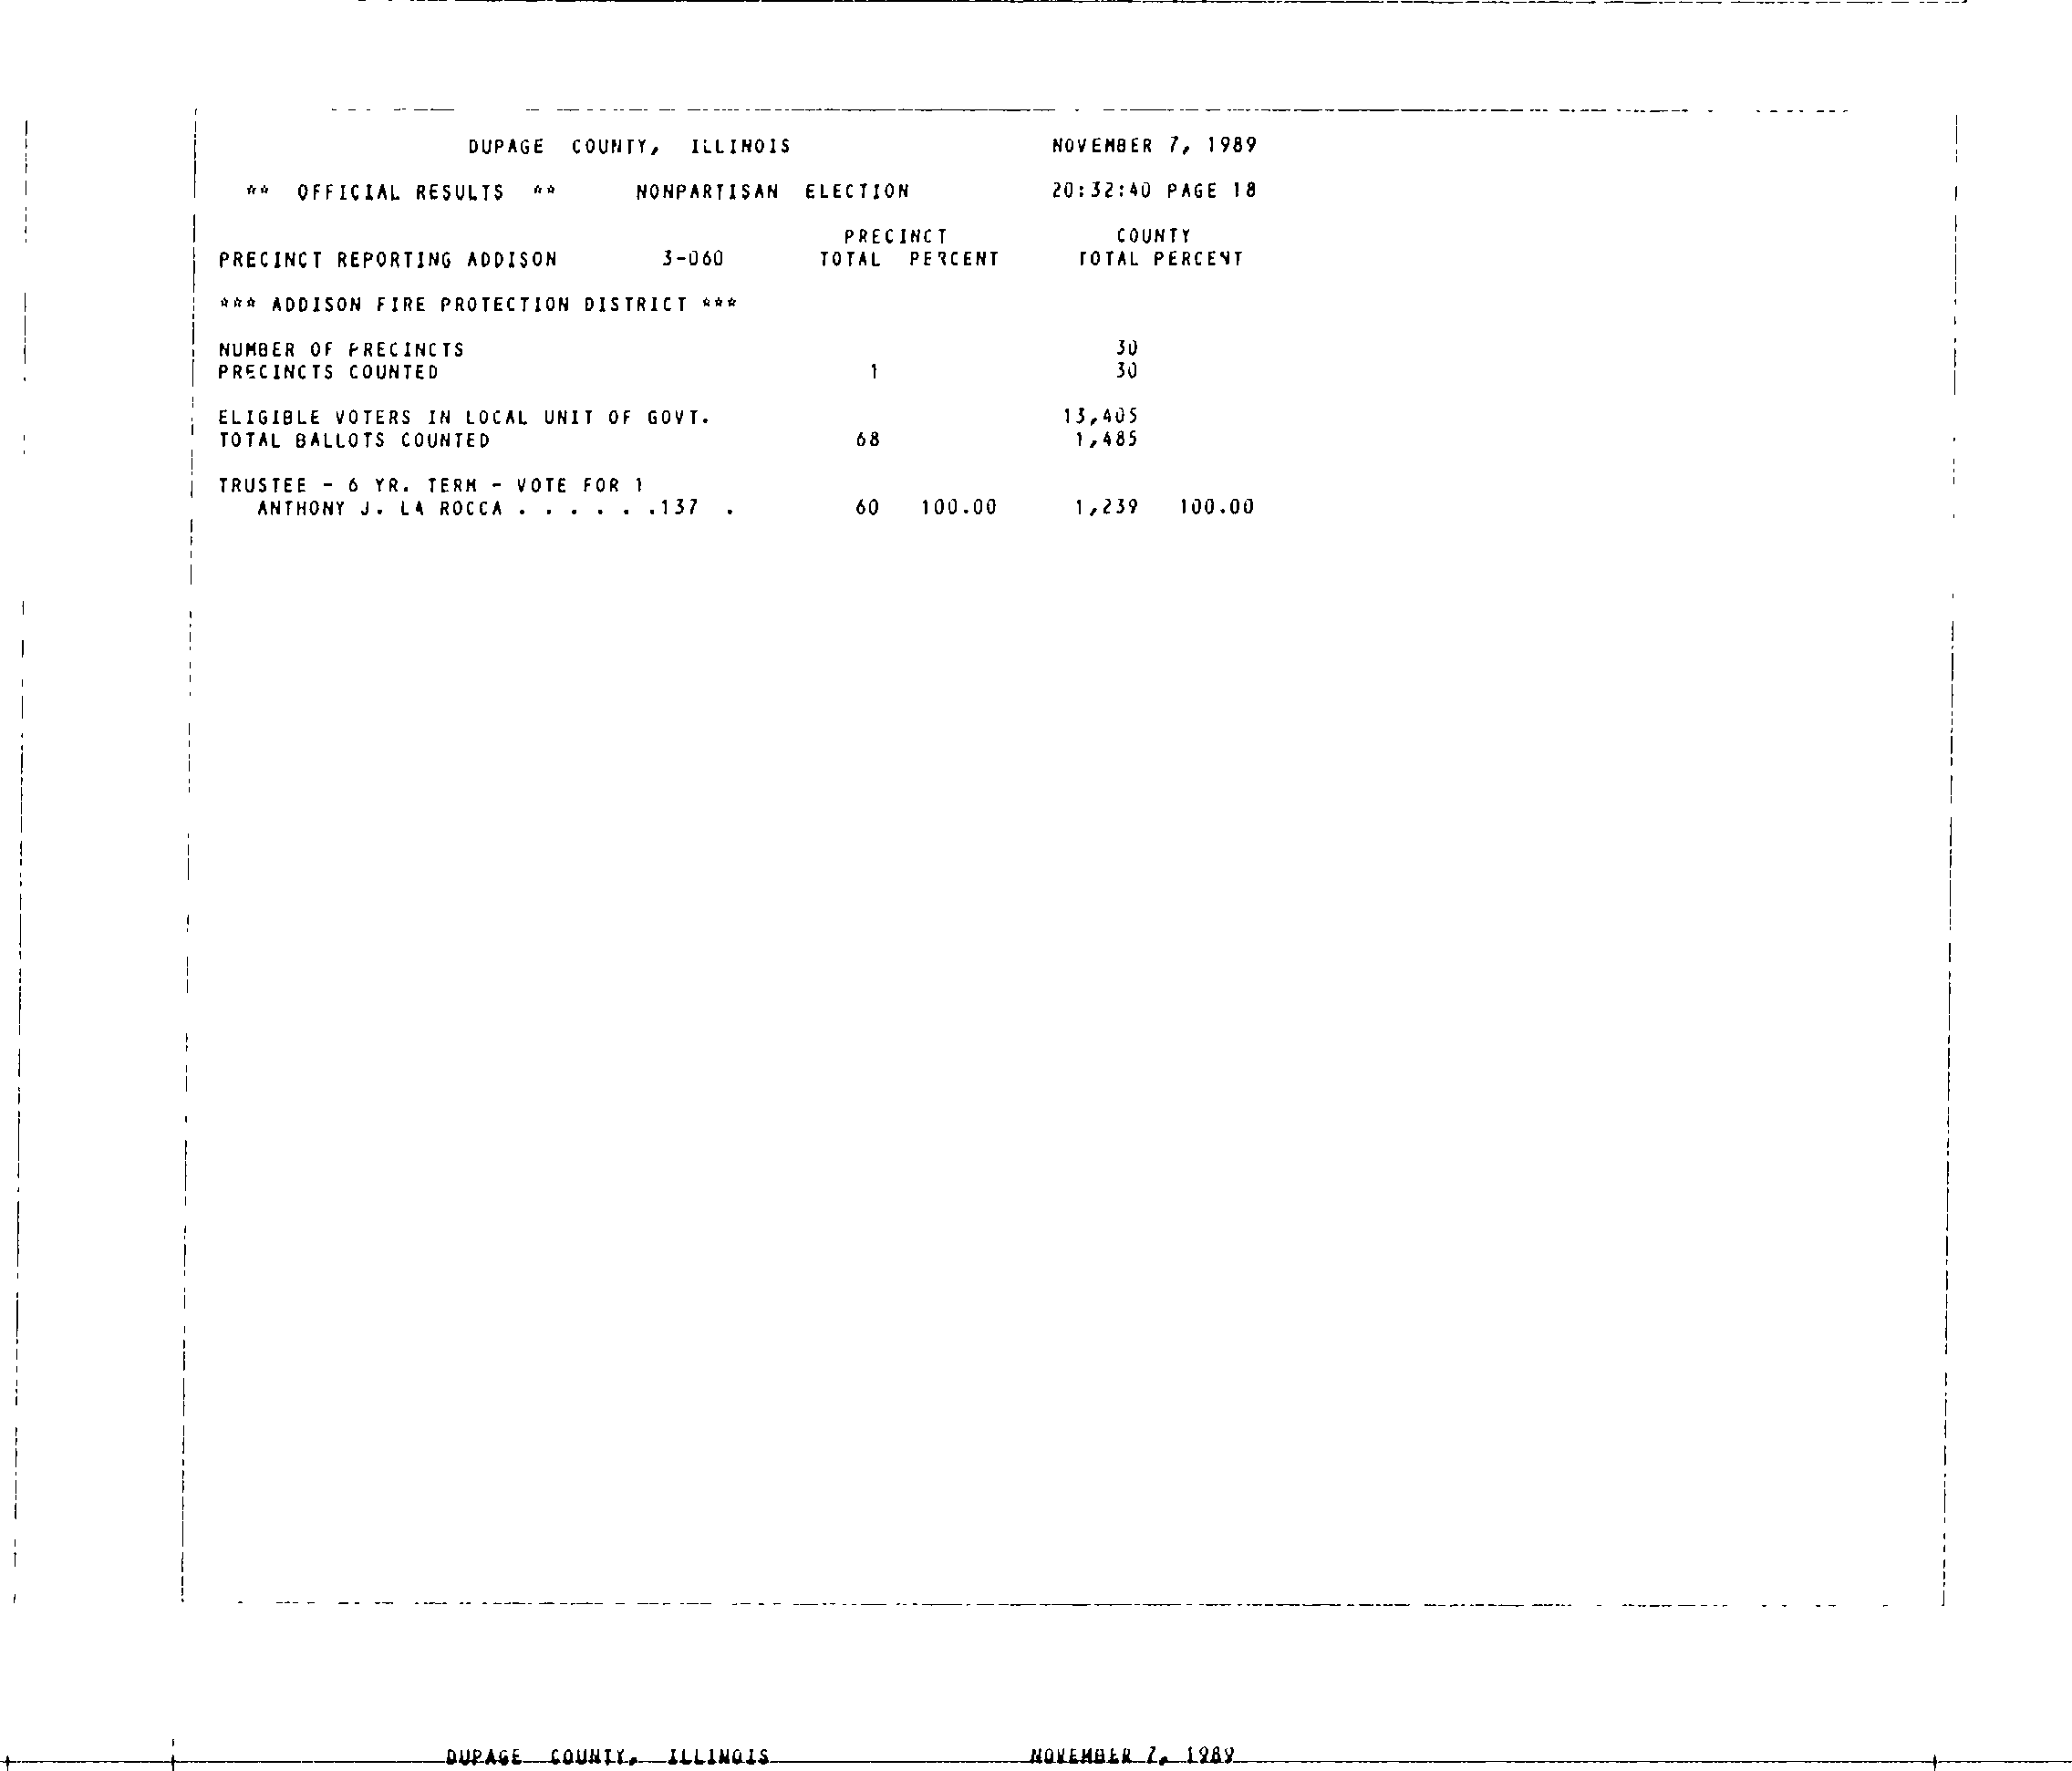 DUPAGE COUNTY, ILLINOIS NOVEMBER 7, 1989
** OFFICIAL RESULTS ** NONPARTISAN ELECTION 20:32:40 PAGE 18
PRECINCT COUNTY
PRECINCT REPORTING ADDISON 3-060 TOTAL PERCENT TOTAL PERCENT
*** ADDISON FIRE PROTECTION DISTRICT ***
NUMBER OF PRECINCTS 30
PRECINCTS COUNTED 1 30
ELIGIBLE VOTERS IN LOCAL UNIT OF GOVT. 13,405
TOTAL BALLOTS COUNTED 68 1,485
TRUSTEE - 6 YR. TERM - VOTE FOR 1
ANTHONY J. LA ROCCA . . . . . .137 . 60 100.00 1,239 100.00
DUPAGE COUNTY, ILLINOIS NOVEMBER 7, 1989